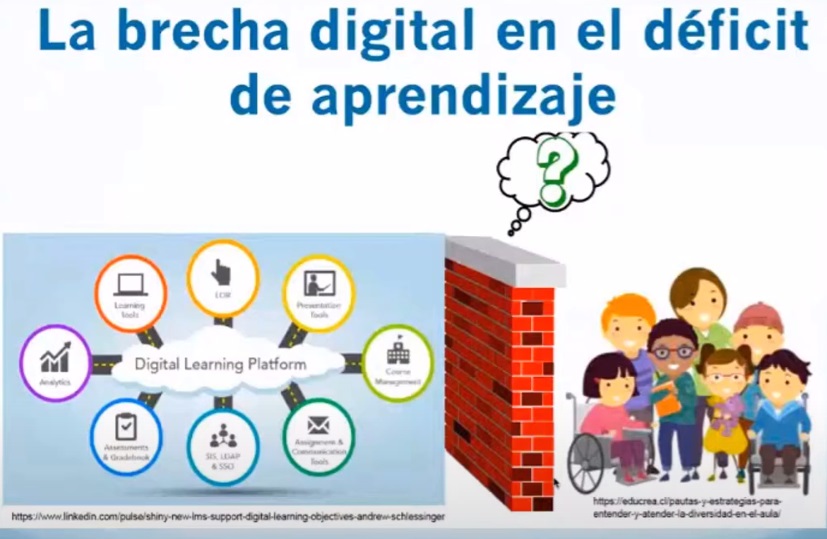 La brecha digital en el déficit
de aprendizaje
?
Learning
Tools
LOR
Presentation
Tools
Analytics
Digital Learning Platform
Course
Management
Assessments
& Gradebook
SIS, LDAP
& SSO
Assignment &
Communication
Tools
https://www.linkedin.com/pulse/shiny-new-lms-support-digital-learning-objectives-andrew-schlessinger
https://educrea.cl/pautas-y-estrategias-para-
entender-y-atender-la-diversidad-en-el-aula/